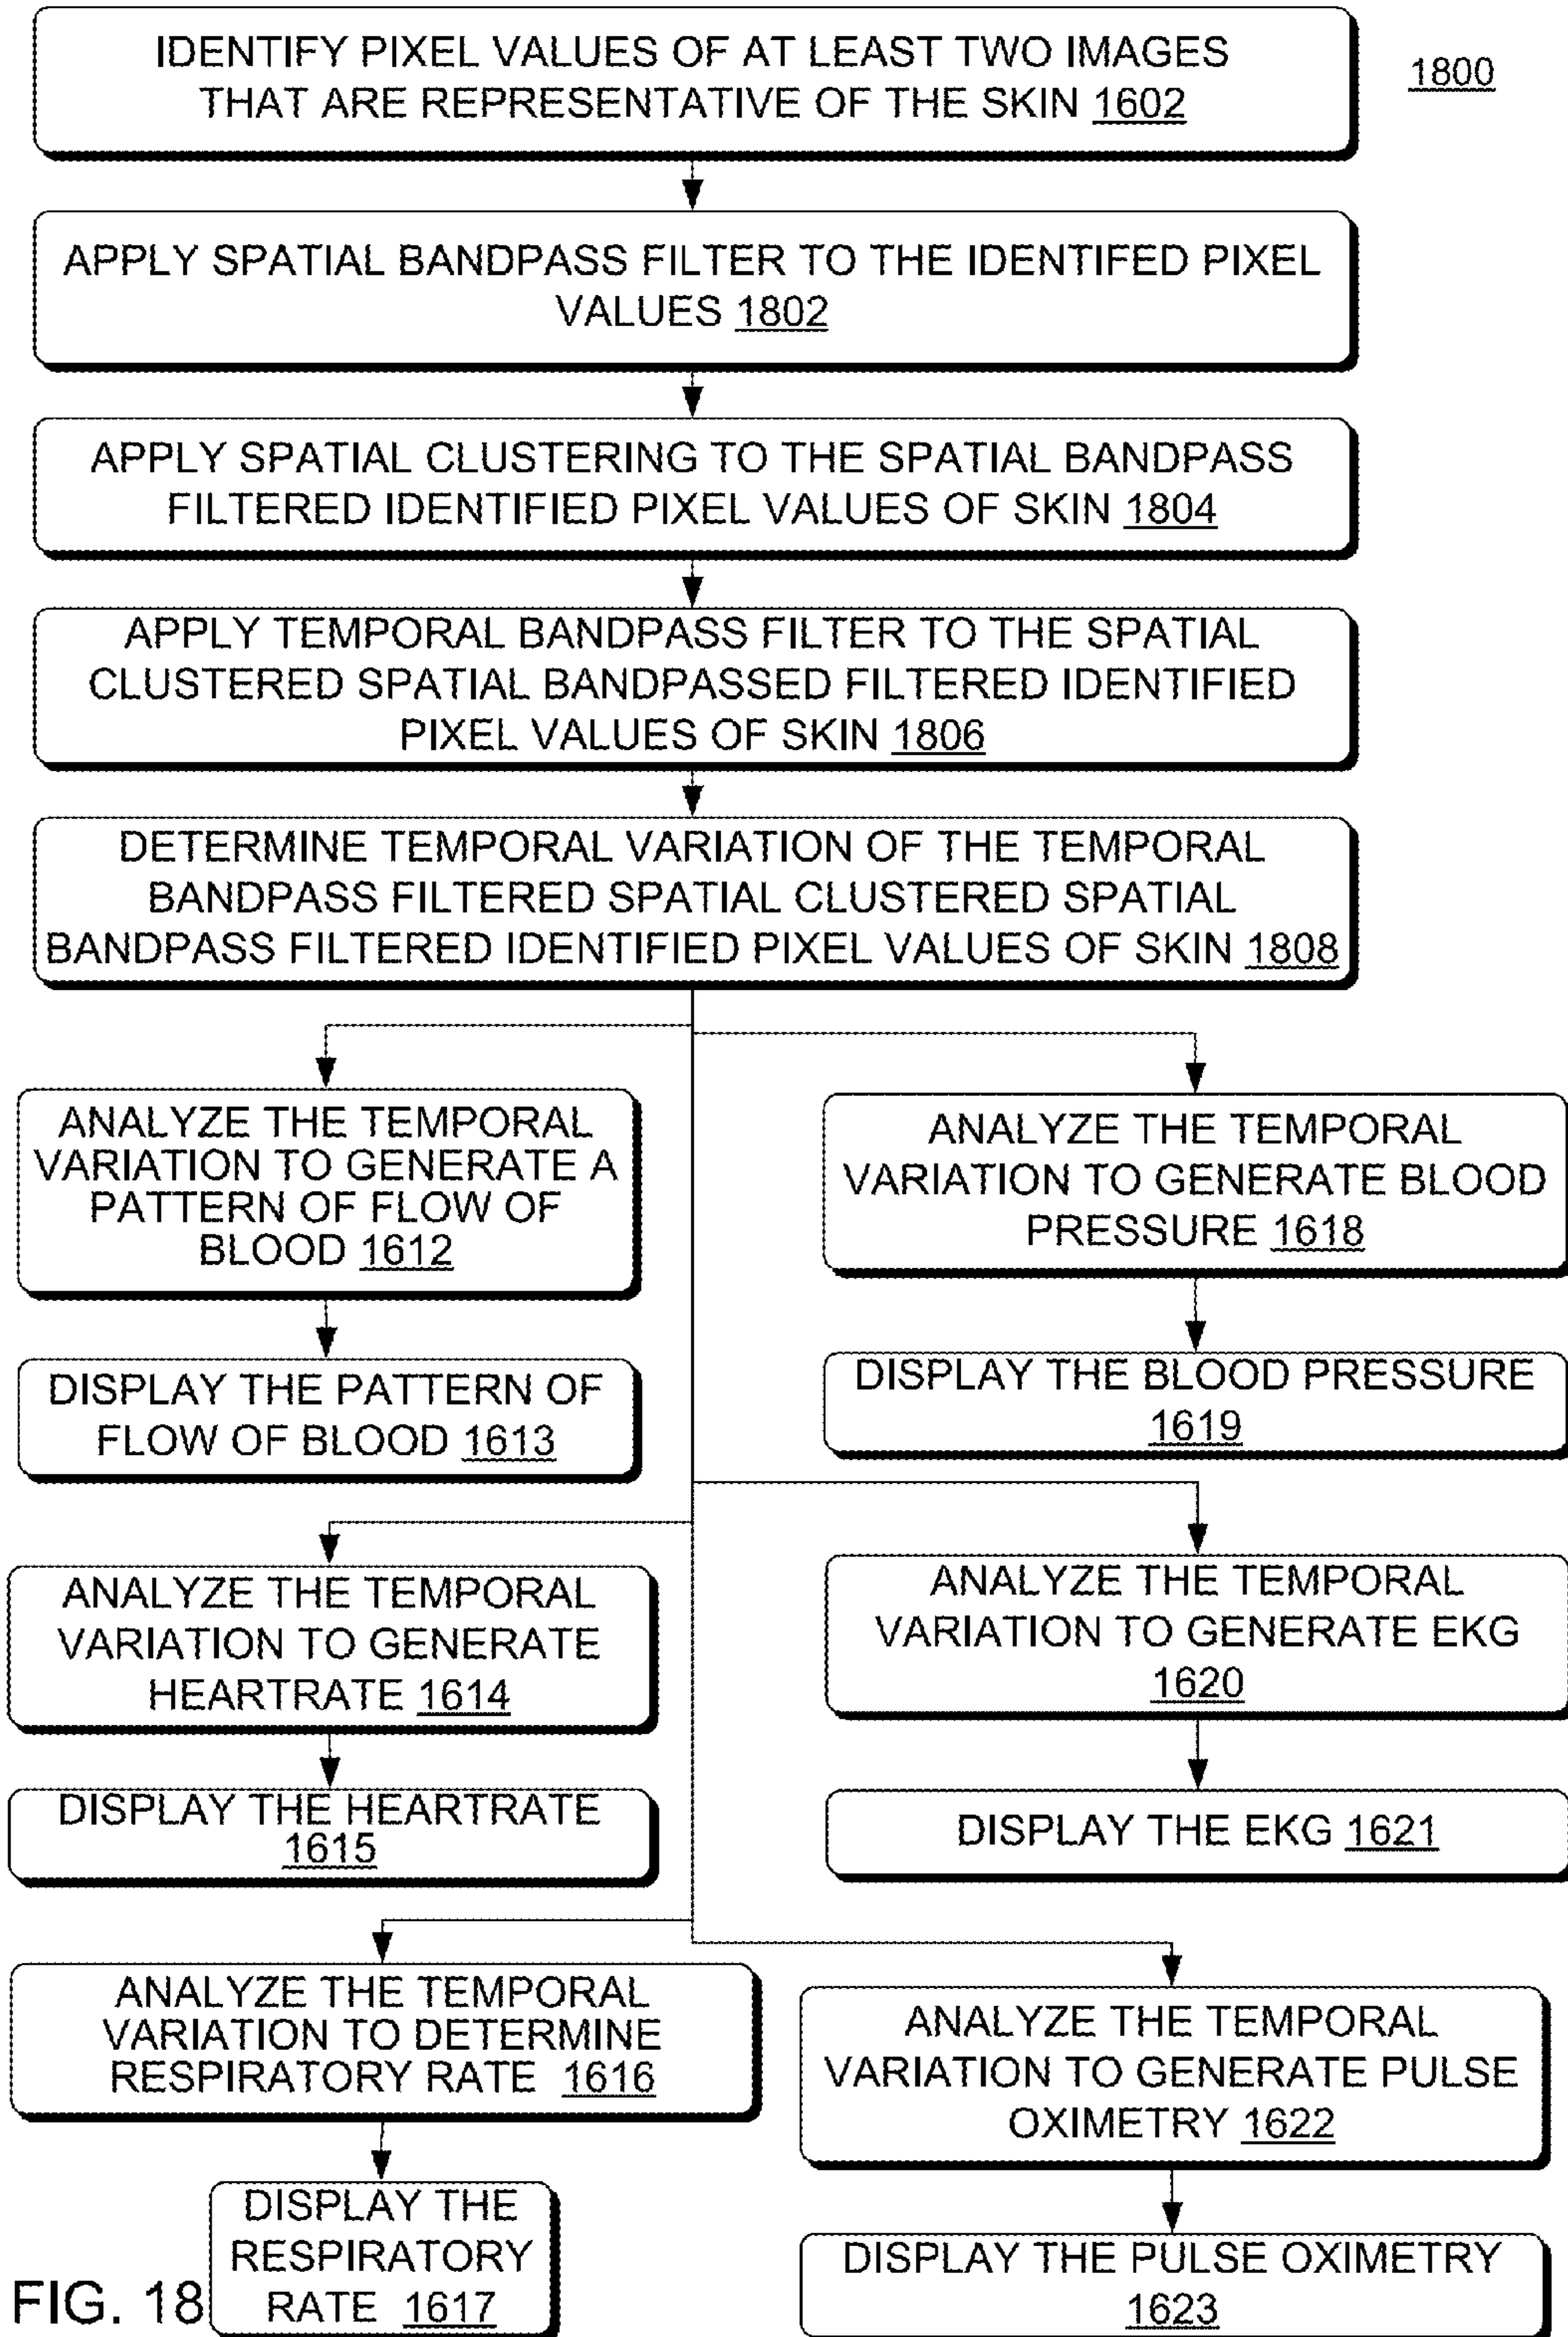 IDENTIFY PIXEL VALUES OF AT LEAST TWO IMAGES
THAT ARE REPRESENTATIVE OF THE SKIN 1602
1800
APPLY SPATIAL BANDPASS FILTER TO THE IDENTIFED PIXEL
VALUES 1802
APPLY SPATIAL CLUSTERING TO THE SPATIAL BANDPASS
FILTERED IDENTIFIED PIXEL VALUES OF SKIN 1804
APPLY TEMPORAL BANDPASS FILTER TO THE SPATIAL
CLUSTERED SPATIAL BANDPASSED FILTERED IDENTIFIED
PIXEL VALUES OF SKIN 1806
DETERMINE TEMPORAL VARIATION OF THE TEMPORAL
BANDPASS FILTERED SPATIAL CLUSTERED SPATIAL
BANDPASS FILTERED IDENTIFIED PIXEL VALUES OF SKIN 1808
ANALYZE THE TEMPORAL
VARIATION TO GENERATE A
PATTERN OF FLOW OF
BLOOD 1612
ANALYZE THE TEMPORAL
VARIATION TO GENERATE BLOOD
PRESSURE 1618
DISPLAY THE PATTERN OF
FLOW OF BLOOD 1613
DISPLAY THE BLOOD PRESSURE
1619
ANALYZE THE TEMPORAL
VARIATION TO GENERATE
HEARTRATE 1614
ANALYZE THE TEMPORAL
VARIATION TO GENERATE EKG
1620
DISPLAY THE HEARTRATE
1615
DISPLAY THE EKG 1621
ANALYZE THE TEMPORAL
VARIATION TO DETERMINE
RESPIRATORY RATE 1616
ANALYZE THE TEMPORAL
VARIATION TO GENERATE PULSE
OXIMETRY 1622
DISPLAY THE
RESPIRATORY
RATE 1617
DISPLAY THE PULSE OXIMETRY
1623
FIG. 18